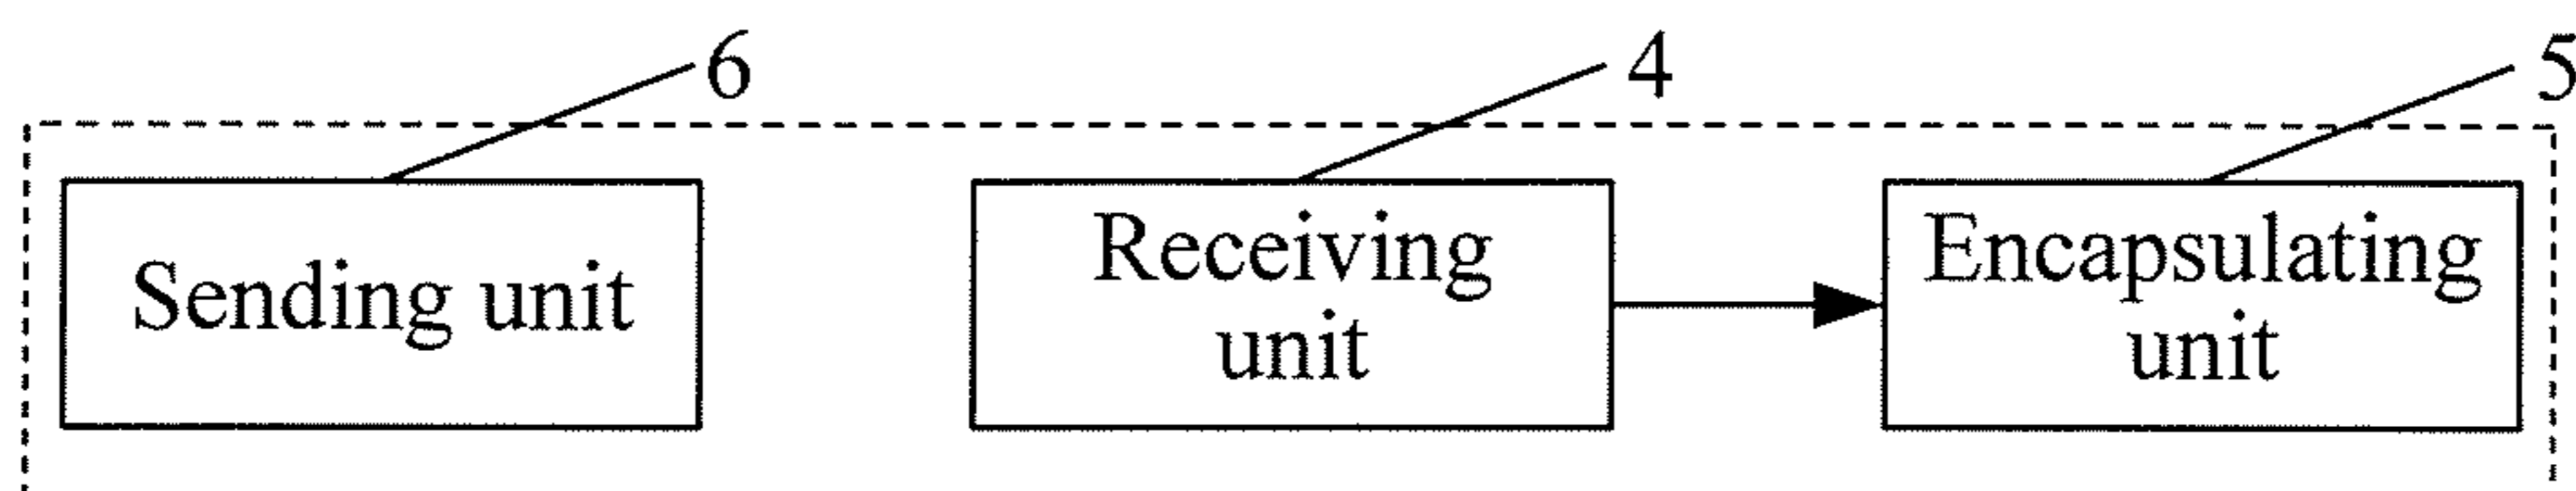 6
4
5
Sending unit
Receiving
unit
Encapsulating
unit